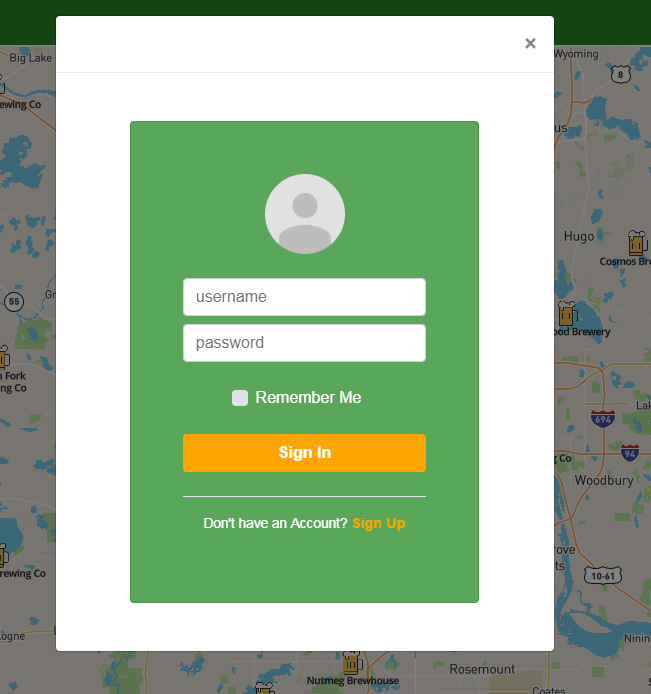 ×
Big Lake
Wyoming
8
ewing Co
us
Hugo
Cosmos Bre
55
Gr
username
ood Brewery
password
n Fork
ng Co
Remember Me
Lak
694
Sign In
94
g Co
Woodbury
Don't have an Account? Sign Up
rove
ts
rewing Co
10-61
ogne
Ninin
Rosemount
Nutmeg Brewhouse
Coates